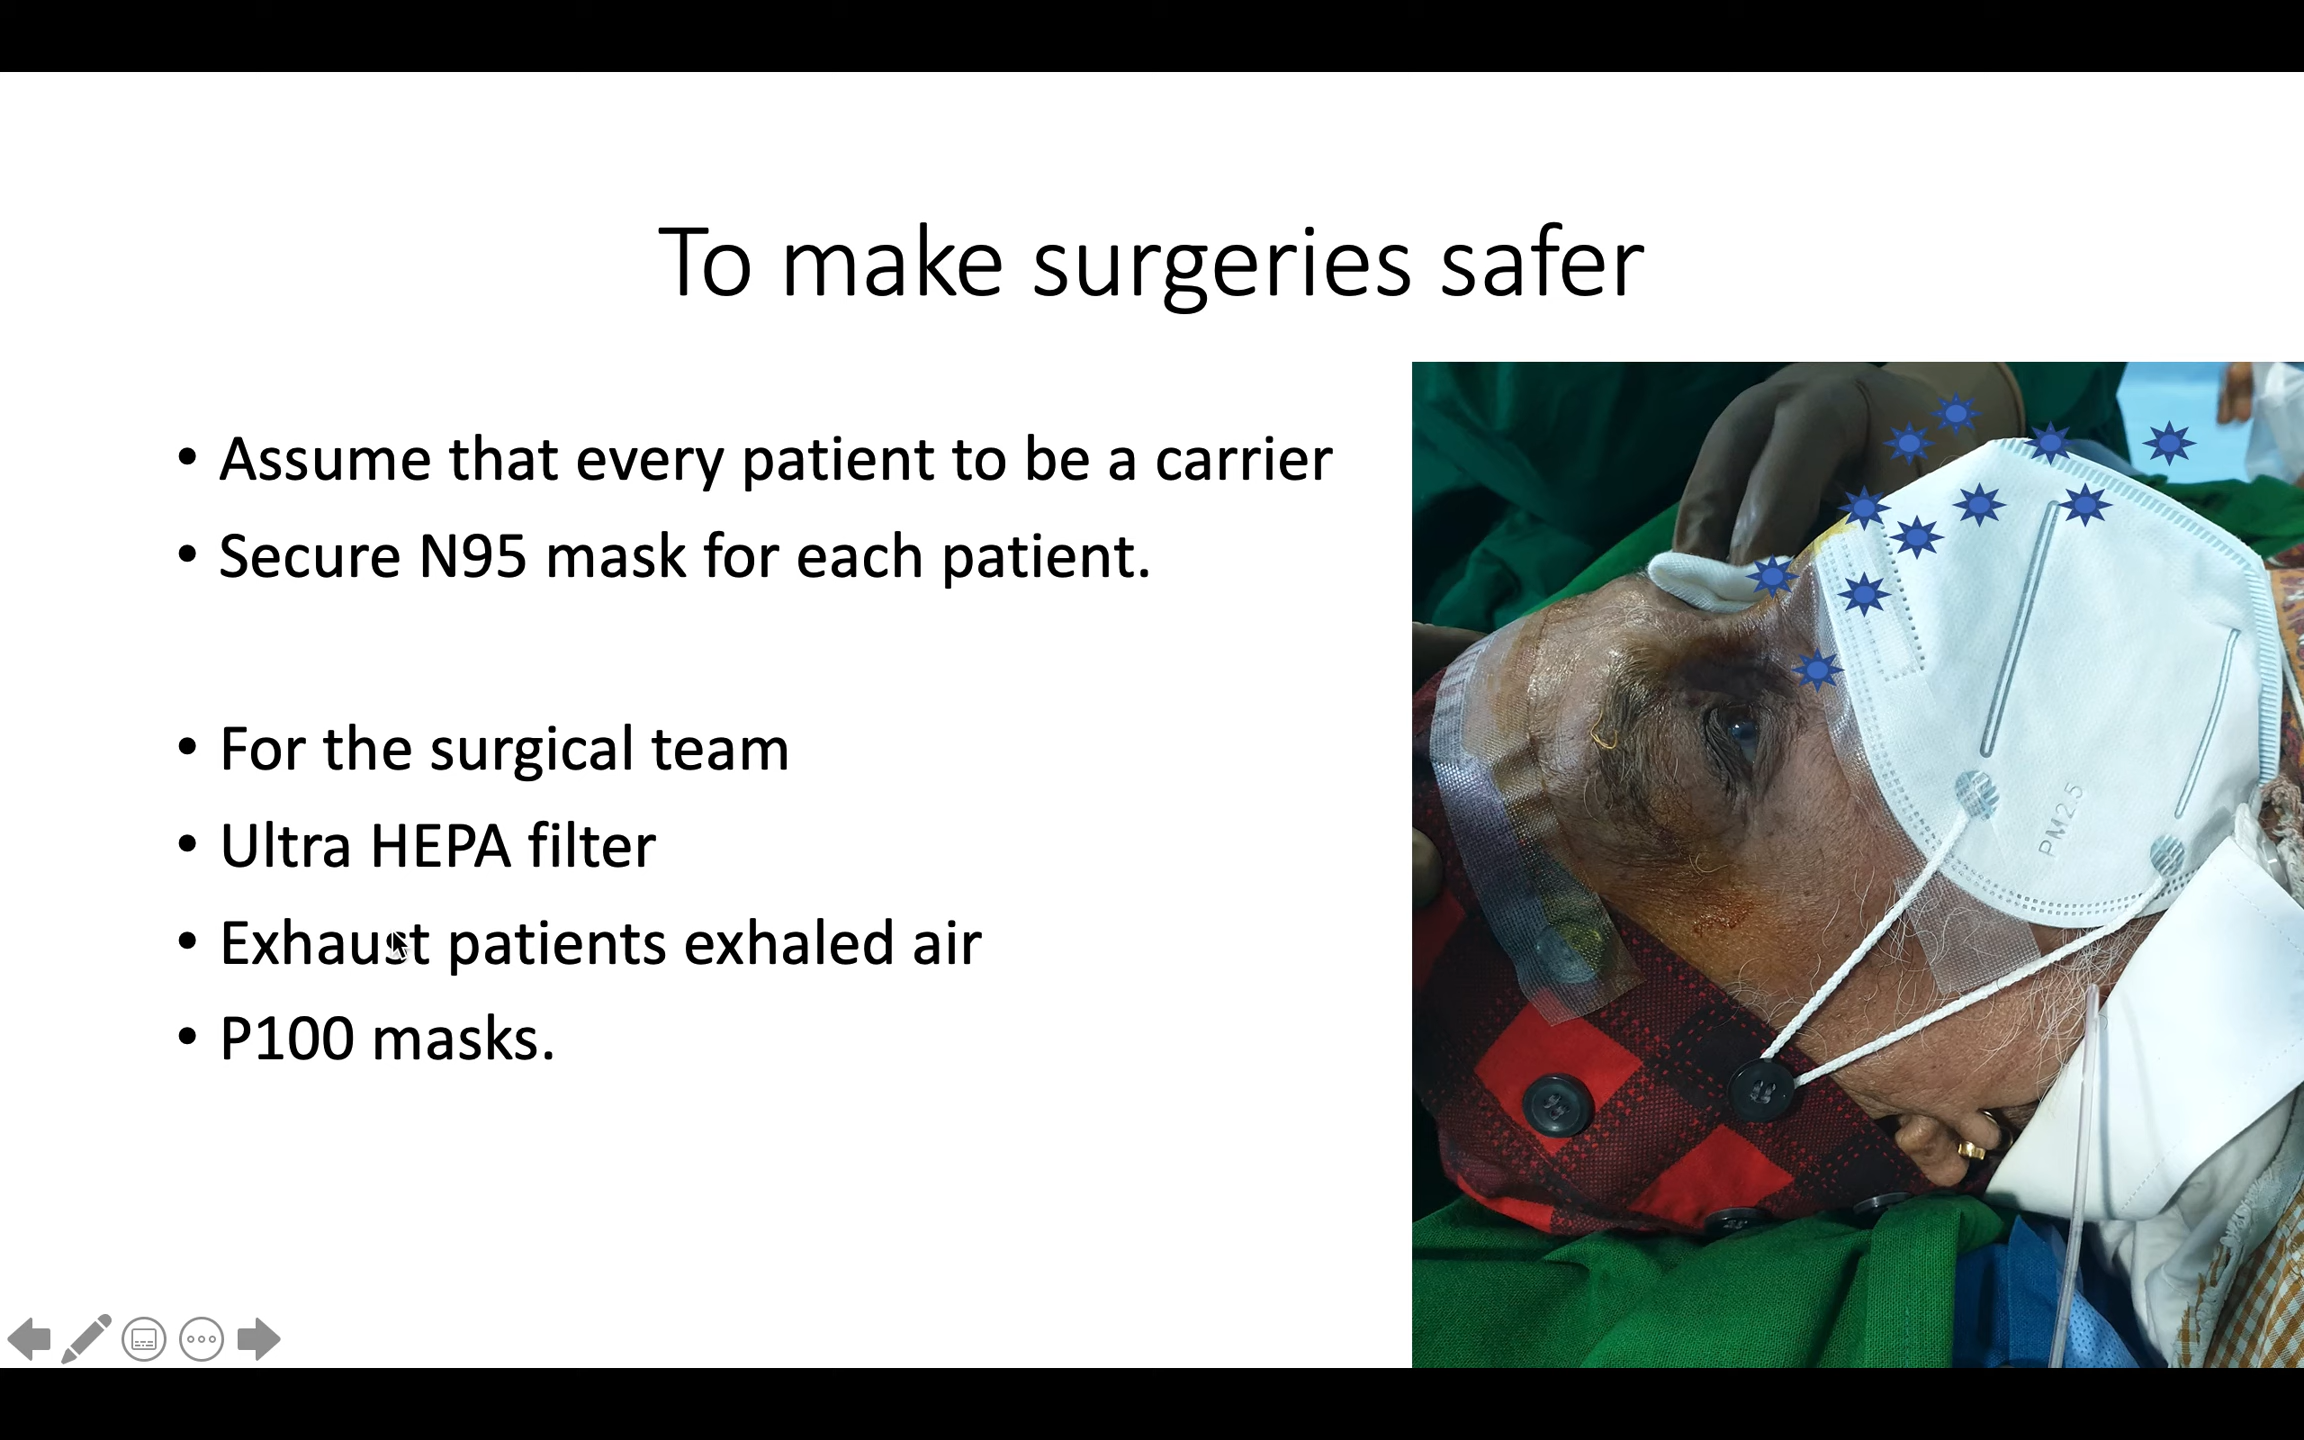 To make surgeries safer
• Assume that every patient to be a carrier
• Secure N95 mask for each patient.
• For the surgical team
• Ultra HEPA filter
• Exhaust patients exhaled air
• P100 masks.
PM2.5